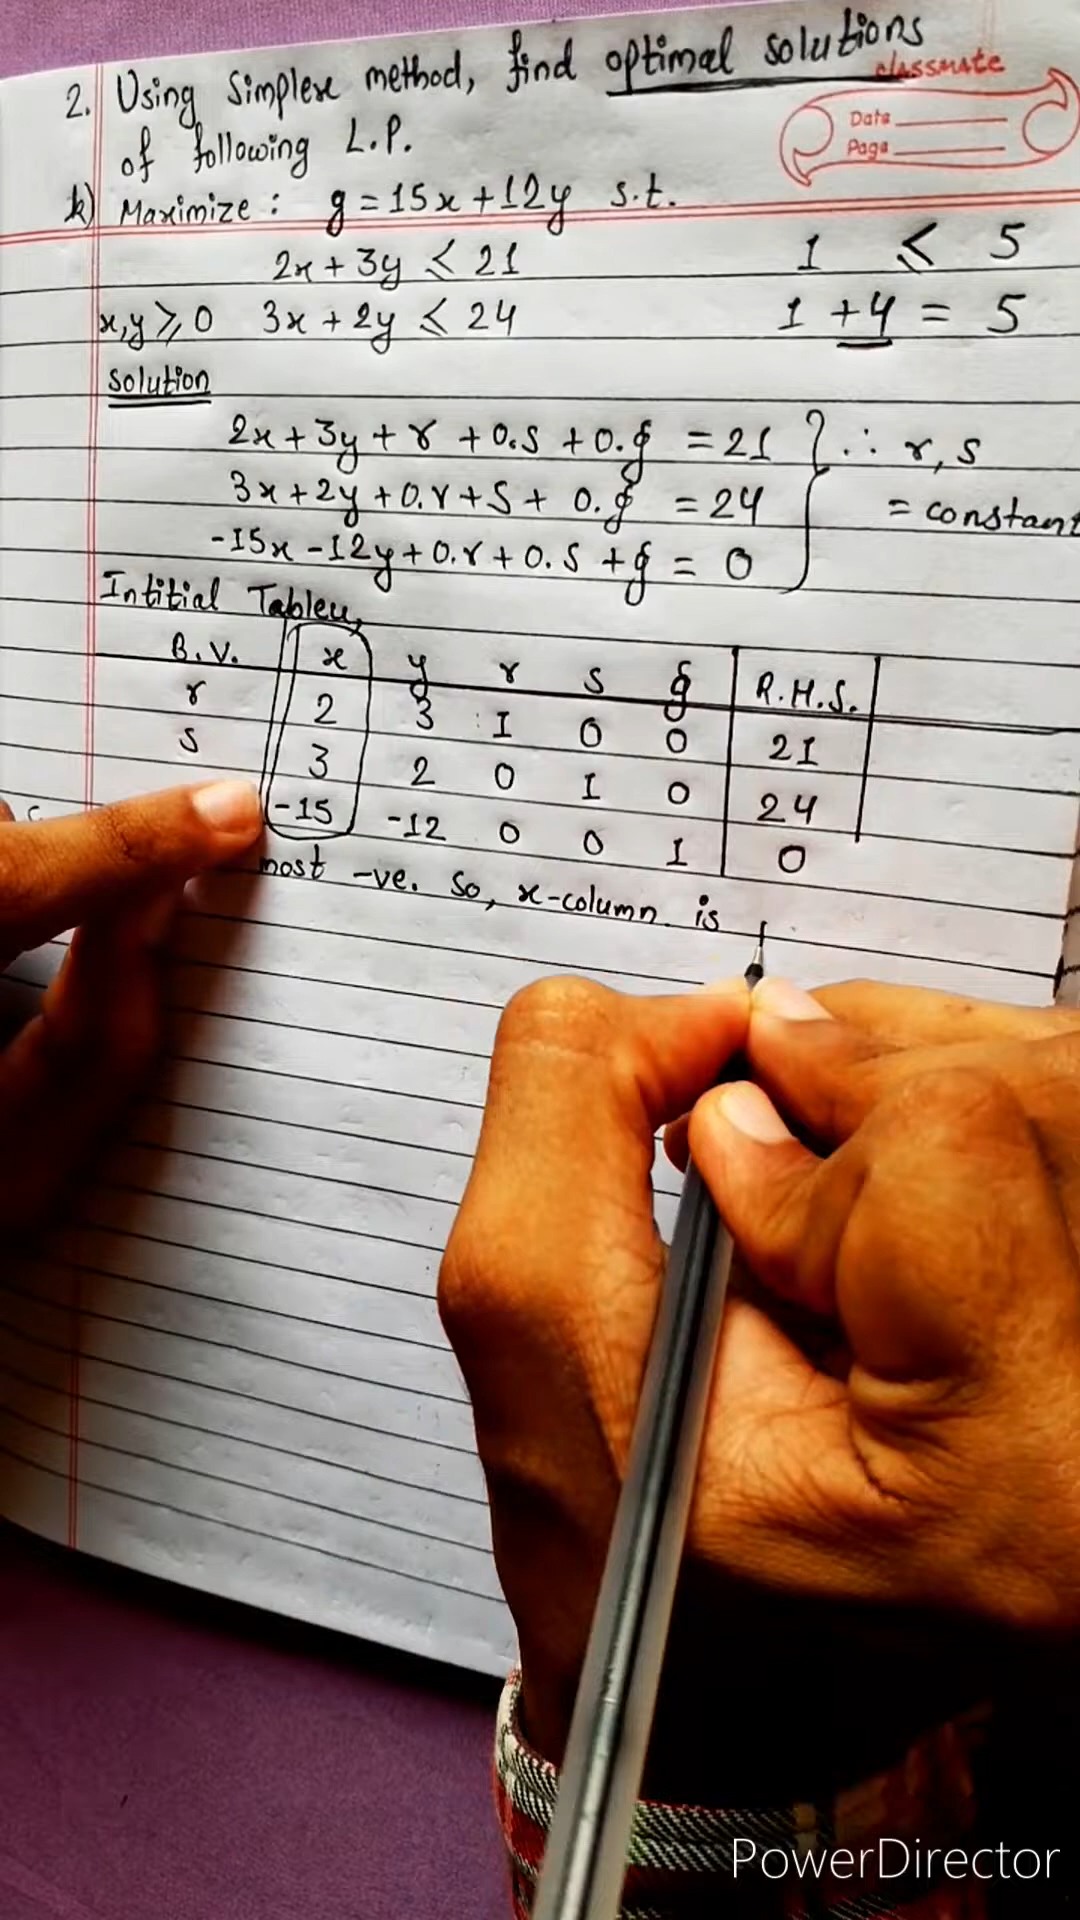 2. Using Simplex method, find optimal solutions
classmate
Date
Page
of following L.P.
k) Maximize : g = 15x + 12y s.t.
2x + 3y ≤ 21
1 ≤ 5
x,y ≥ 0 3x + 2y ≤ 24
1 + 4 = 5
Solution
2x + 3y + r + 0.s + 0.g = 21 } ∴ r, s
3x + 2y + 0.r + s + 0.g = 24 = constant
-15x - 12y + 0.r + 0.s + g = 0
Intitial Tableu,
B.V. x y r s g R.H.S.
r 2 3 1 0 0 21
s 3 2 0 1 0 24
-15 -12 0 0 1 0
most -ve. So, x-column is
PowerDirector